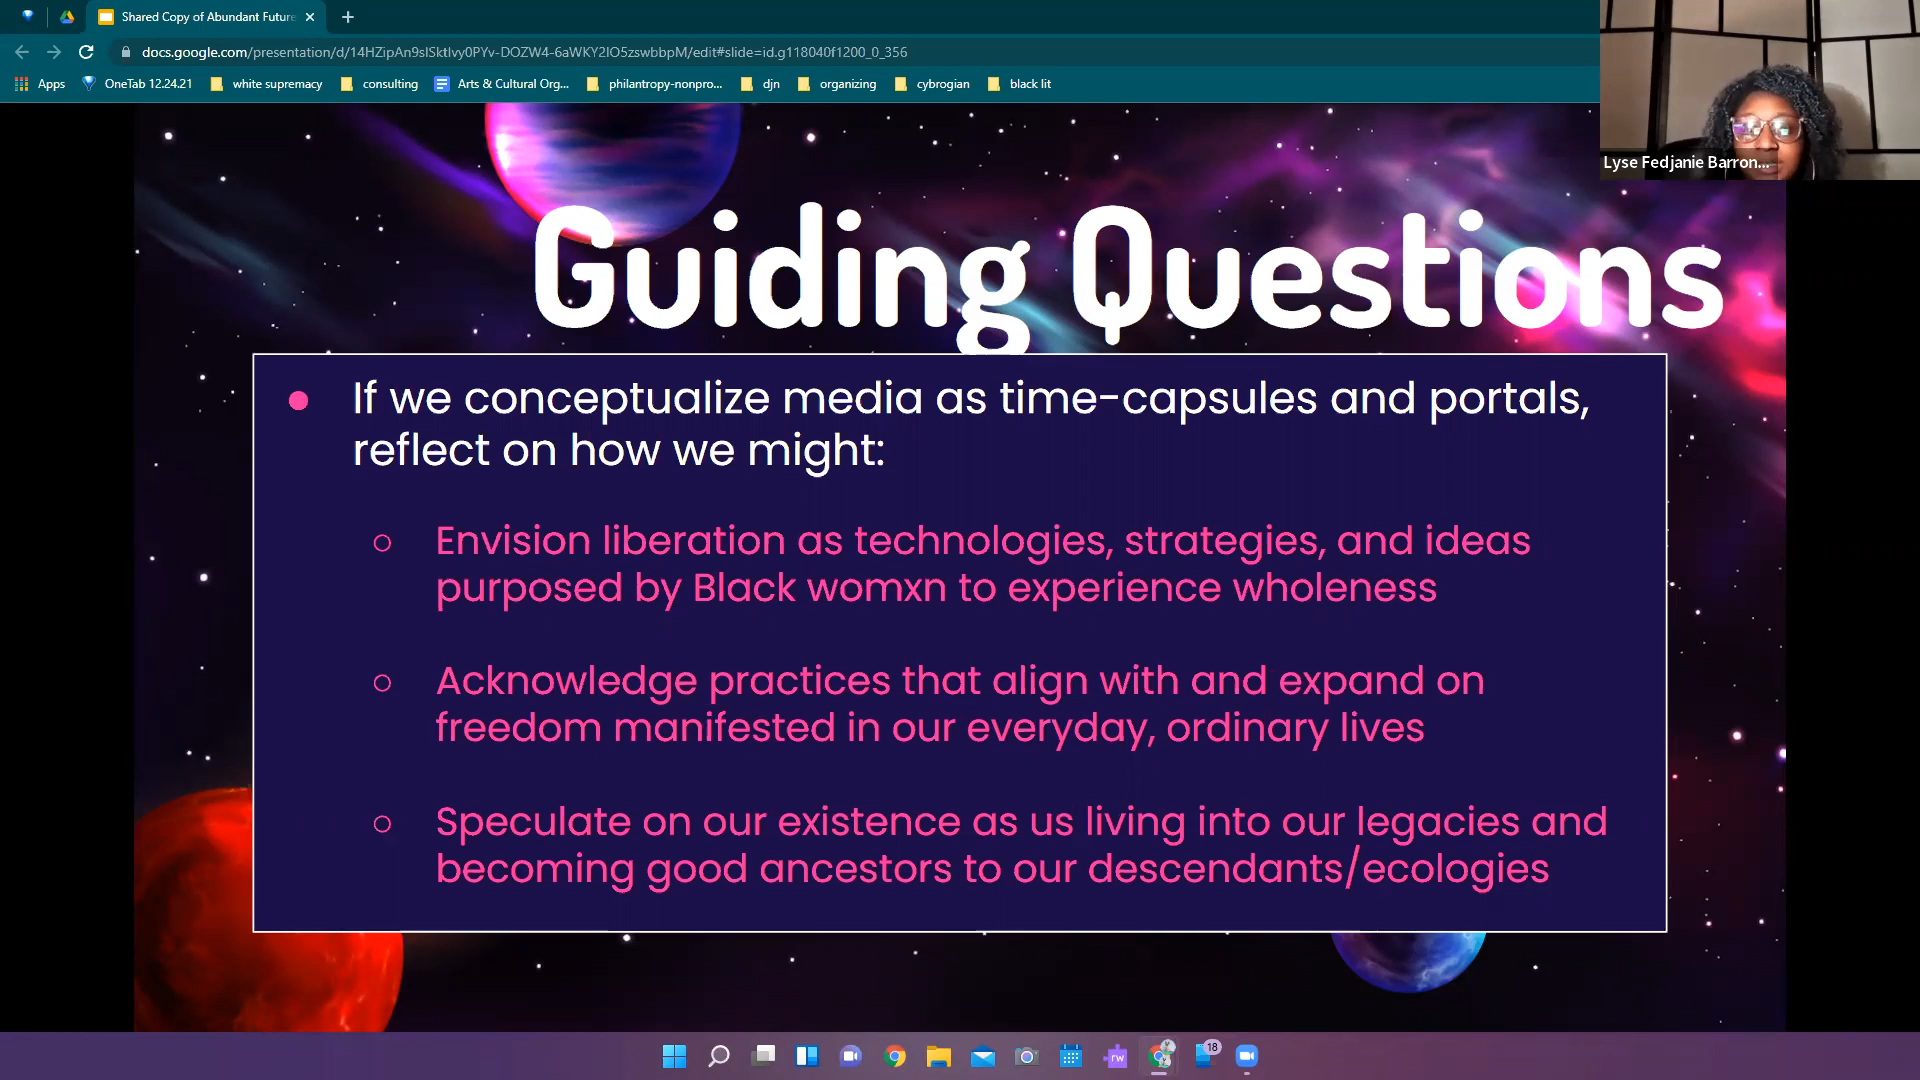 Shared Copy of Abundant Future
docs.google.com/presentation/d/14HZipAn9slSktlvy0PYv-DOZW4-6aWKY2lO5zswbbpM/edit#slide=id.g118040f1200_0_356
Apps OneTab 12.24.21 white supremacy consulting Arts & Cultural Org... philantropy-nonpro... djn organizing cybrogian black lit
Lyse Fedjanie Barron...
Guiding Questions
If we conceptualize media as time-capsules and portals,
reflect on how we might:
Envision liberation as technologies, strategies, and ideas
purposed by Black womxn to experience wholeness
Acknowledge practices that align with and expand on
freedom manifested in our everyday, ordinary lives
Speculate on our existence as us living into our legacies and
becoming good ancestors to our descendants/ecologies
rw
18